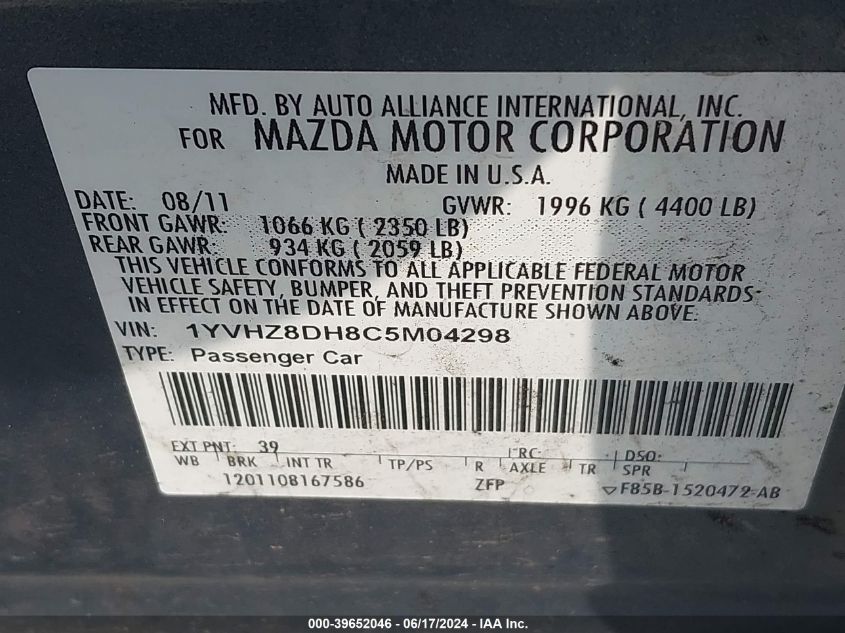 MFD. BY AUTO ALLIANCE INTERNATIONAL, INC.
FOR MAZDA MOTOR CORPORATION
MADE IN U.S.A.
DATE: 08/11 GVWR: 1996 KG ( 4400 LB)
FRONT GAWR: 1066 KG ( 2350 LB)
REAR GAWR: 934 KG ( 2059 LB)
THIS VEHICLE CONFORMS TO ALL APPLICABLE FEDERAL MOTOR
VEHICLE SAFETY, BUMPER, AND THEFT PREVENTION STANDARDS
IN EFFECT ON THE DATE OF MANUFACTURE SHOWN ABOVE.
VIN: 1YVHZ8DH8C5M04298
TYPE: Passenger Car
EXT PNT: 39 RC: DSO:
WB BRK INT TR TP/PS R AXLE TR SPR
1201108167586 ZFP ▽F85B-1520472-AB
000-39652046 - 06/17/2024 - IAA Inc.